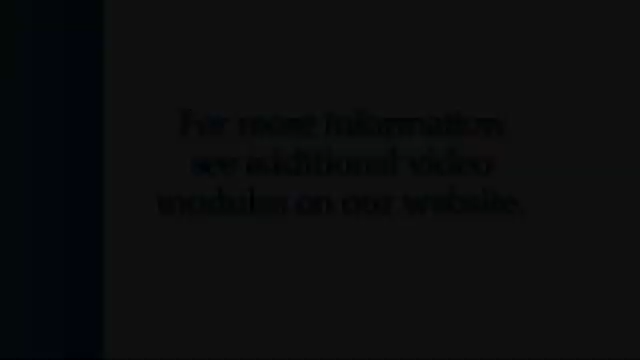 For more information
see additional video
modules on our website.